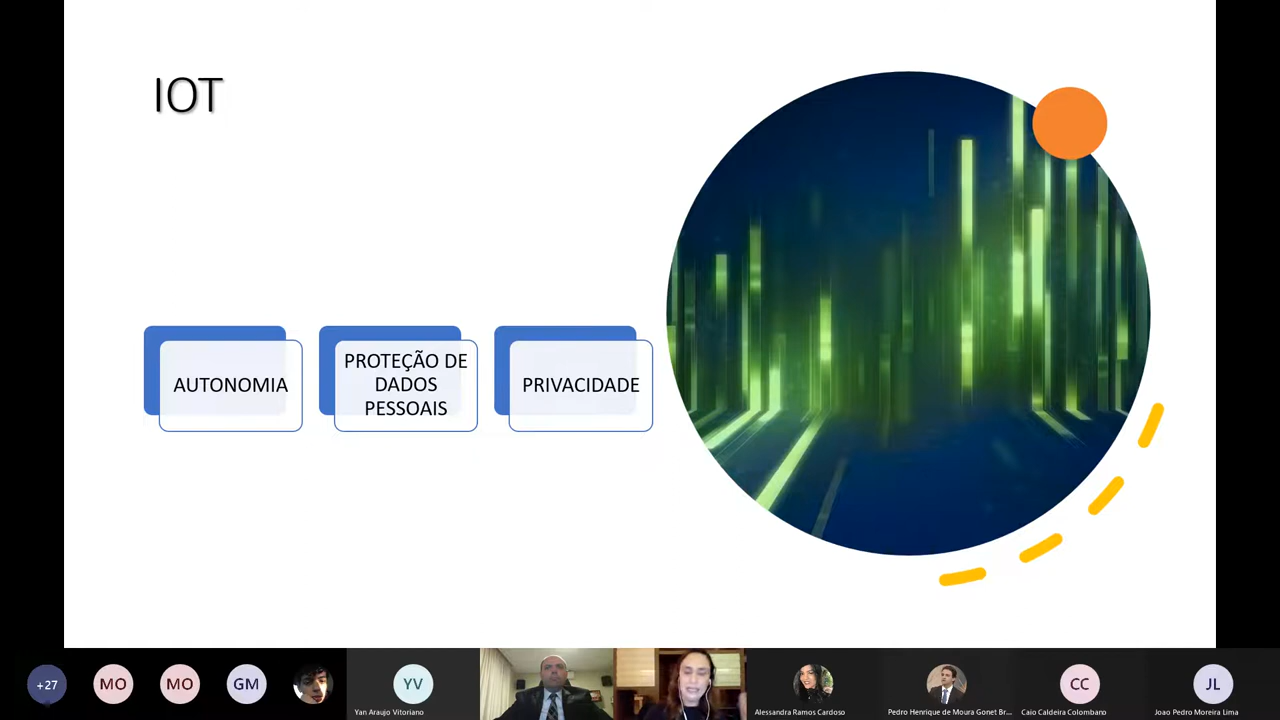 IOT
AUTONOMIA
PROTEÇÃO DE
DADOS
PESSOAIS
PRIVACIDADE
+27
MO
MO
GM
YV
Yan Araujo Vitoriano
Alessandra Ramos Cardoso
Pedro Henrique de Moura Gonet Br...
CC
Caio Caldeira Colombano
JL
Joao Pedro Moreira Lima